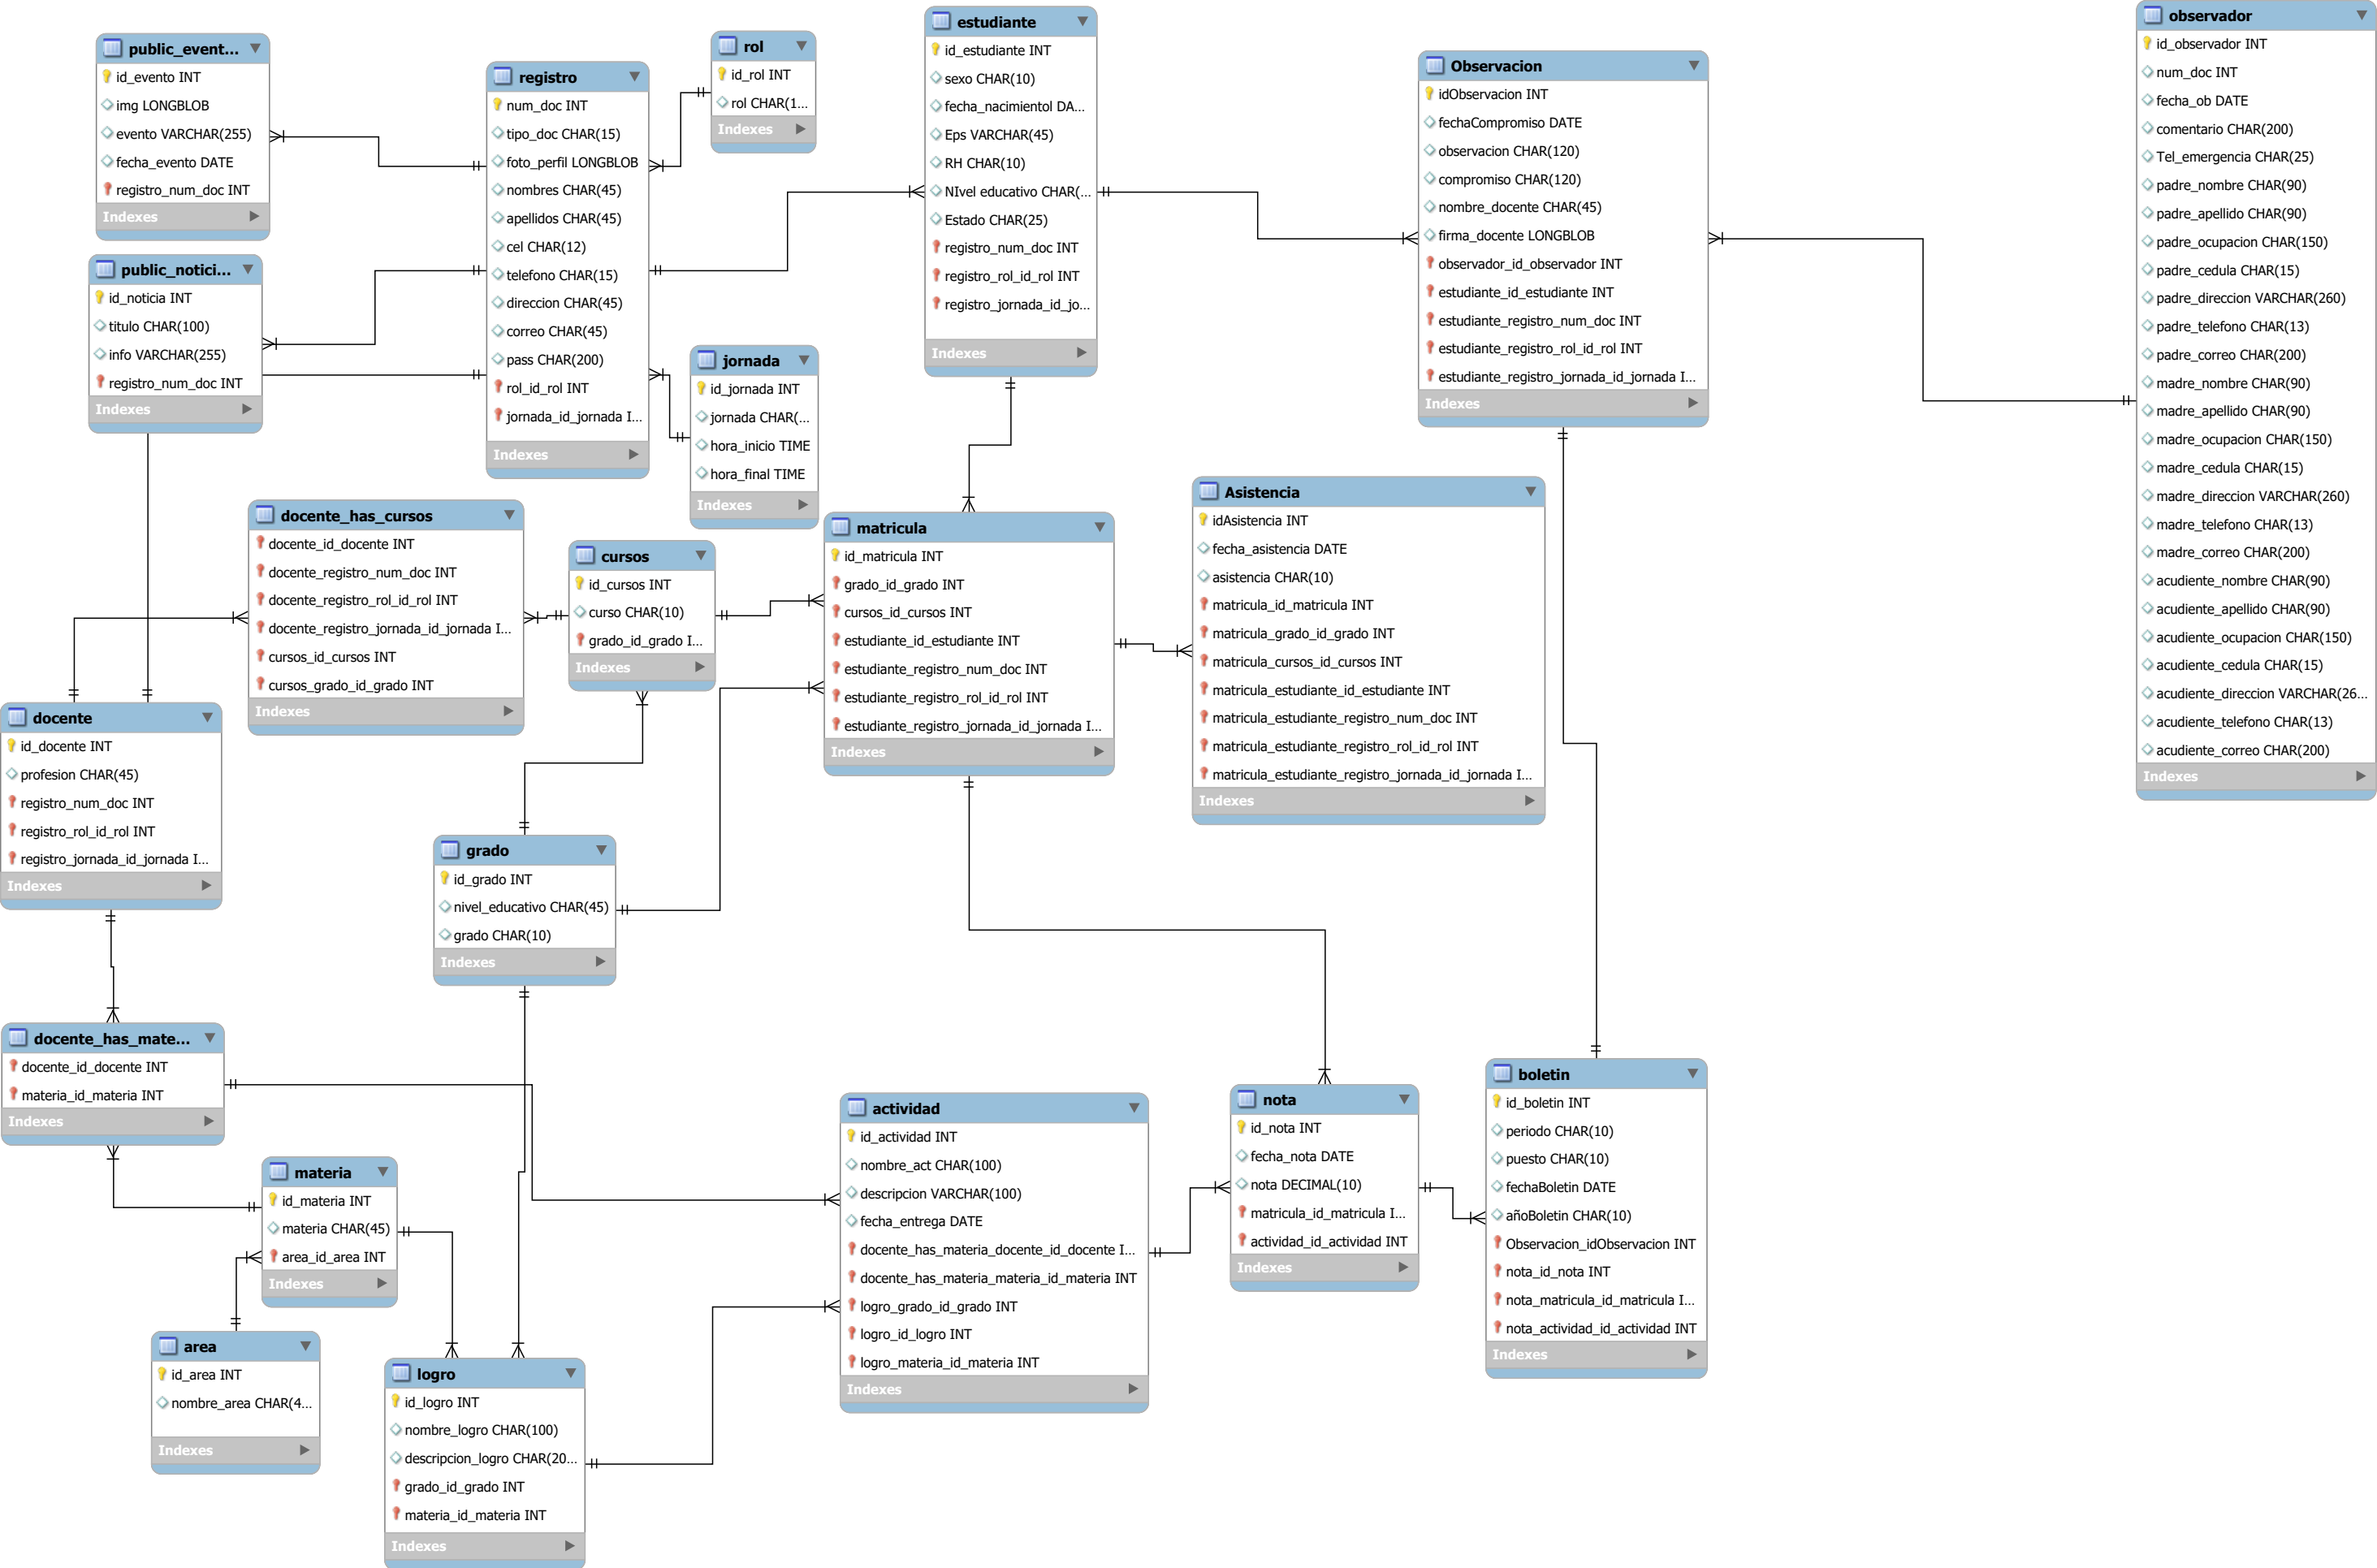 public_event...
id_evento INT
img LONGBLOB
evento VARCHAR(255)
fecha_evento DATE
registro_num_doc INT
Indexes
public_notici...
id_noticia INT
titulo CHAR(100)
info VARCHAR(255)
registro_num_doc INT
Indexes
registro
num_doc INT
tipo_doc CHAR(15)
foto_perfil LONGBLOB
nombres CHAR(45)
apellidos CHAR(45)
cel CHAR(12)
telefono CHAR(15)
direccion CHAR(45)
correo CHAR(45)
pass CHAR(200)
rol_id_rol INT
jornada_id_jornada I...
Indexes
rol
id_rol INT
rol CHAR(1...
Indexes
jornada
id_jornada INT
jornada CHAR(...
hora_inicio TIME
hora_final TIME
Indexes
estudiante
id_estudiante INT
sexo CHAR(10)
fecha_nacimientol DA...
Eps VARCHAR(45)
RH CHAR(10)
NIvel educativo CHAR(...
Estado CHAR(25)
registro_num_doc INT
registro_rol_id_rol INT
registro_jornada_id_jo...
Indexes
Observacion
idObservacion INT
fechaCompromiso DATE
observacion CHAR(120)
compromiso CHAR(120)
nombre_docente CHAR(45)
firma_docente LONGBLOB
observador_id_observador INT
estudiante_id_estudiante INT
estudiante_registro_num_doc INT
estudiante_registro_rol_id_rol INT
estudiante_registro_jornada_id_jornada I...
Indexes
observador
id_observador INT
num_doc INT
fecha_ob DATE
comentario CHAR(200)
Tel_emergencia CHAR(25)
padre_nombre CHAR(90)
padre_apellido CHAR(90)
padre_ocupacion CHAR(150)
padre_cedula CHAR(15)
padre_direccion VARCHAR(260)
padre_telefono CHAR(13)
padre_correo CHAR(200)
madre_nombre CHAR(90)
madre_apellido CHAR(90)
madre_ocupacion CHAR(150)
madre_cedula CHAR(15)
madre_direccion VARCHAR(260)
madre_telefono CHAR(13)
madre_correo CHAR(200)
acudiente_nombre CHAR(90)
acudiente_apellido CHAR(90)
acudiente_ocupacion CHAR(150)
acudiente_cedula CHAR(15)
acudiente_direccion VARCHAR(26...
acudiente_telefono CHAR(13)
acudiente_correo CHAR(200)
Indexes
docente_has_cursos
docente_id_docente INT
docente_registro_num_doc INT
docente_registro_rol_id_rol INT
docente_registro_jornada_id_jornada I...
cursos_id_cursos INT
cursos_grado_id_grado INT
Indexes
cursos
id_cursos INT
curso CHAR(10)
grado_id_grado I...
Indexes
matricula
id_matricula INT
grado_id_grado INT
cursos_id_cursos INT
estudiante_id_estudiante INT
estudiante_registro_num_doc INT
estudiante_registro_rol_id_rol INT
estudiante_registro_jornada_id_jornada I...
Indexes
Asistencia
idAsistencia INT
fecha_asistencia DATE
asistencia CHAR(10)
matricula_id_matricula INT
matricula_grado_id_grado INT
matricula_cursos_id_cursos INT
matricula_estudiante_id_estudiante INT
matricula_estudiante_registro_num_doc INT
matricula_estudiante_registro_rol_id_rol INT
matricula_estudiante_registro_jornada_id_jornada I...
Indexes
docente
id_docente INT
profesion CHAR(45)
registro_num_doc INT
registro_rol_id_rol INT
registro_jornada_id_jornada I...
Indexes
grado
id_grado INT
nivel_educativo CHAR(45)
grado CHAR(10)
Indexes
docente_has_mate...
docente_id_docente INT
materia_id_materia INT
Indexes
materia
id_materia INT
materia CHAR(45)
area_id_area INT
Indexes
area
id_area INT
nombre_area CHAR(4...
Indexes
logro
id_logro INT
nombre_logro CHAR(100)
descripcion_logro CHAR(20...
grado_id_grado INT
materia_id_materia INT
Indexes
actividad
id_actividad INT
nombre_act CHAR(100)
descripcion VARCHAR(100)
fecha_entrega DATE
docente_has_materia_docente_id_docente I...
docente_has_materia_materia_id_materia INT
logro_grado_id_grado INT
logro_id_logro INT
logro_materia_id_materia INT
Indexes
nota
id_nota INT
fecha_nota DATE
nota DECIMAL(10)
matricula_id_matricula I...
actividad_id_actividad INT
Indexes
boletin
id_boletin INT
periodo CHAR(10)
puesto CHAR(10)
fechaBoletin DATE
añoBoletin CHAR(10)
Observacion_idObservacion INT
nota_id_nota INT
nota_matricula_id_matricula I...
nota_actividad_id_actividad INT
Indexes